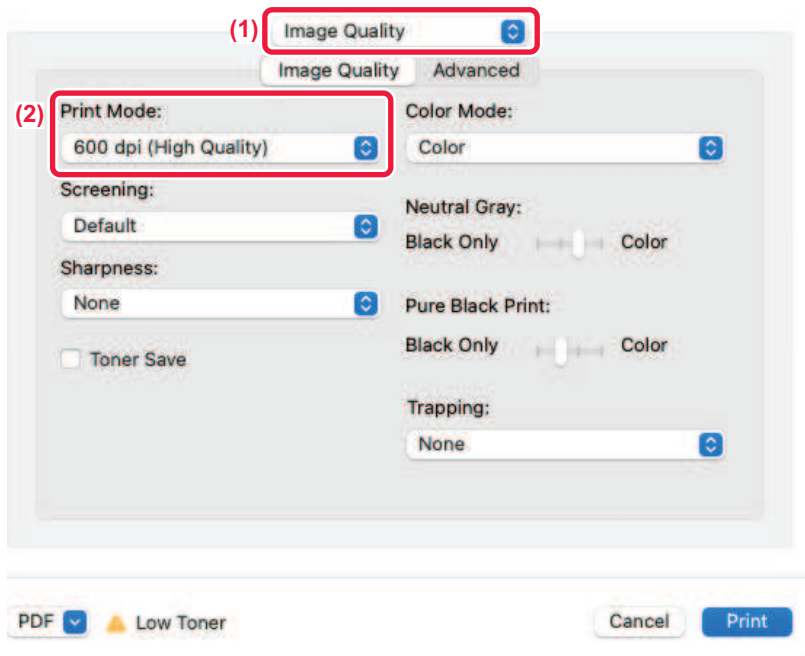 (1) Image Quality
Image Quality Advanced
(2) Print Mode:
600 dpi (High Quality)
Screening:
Default
Sharpness:
None
Toner Save
Color Mode:
Color
Neutral Gray:
Black Only Color
Pure Black Print:
Black Only Color
Trapping:
None
PDF Low Toner Cancel Print